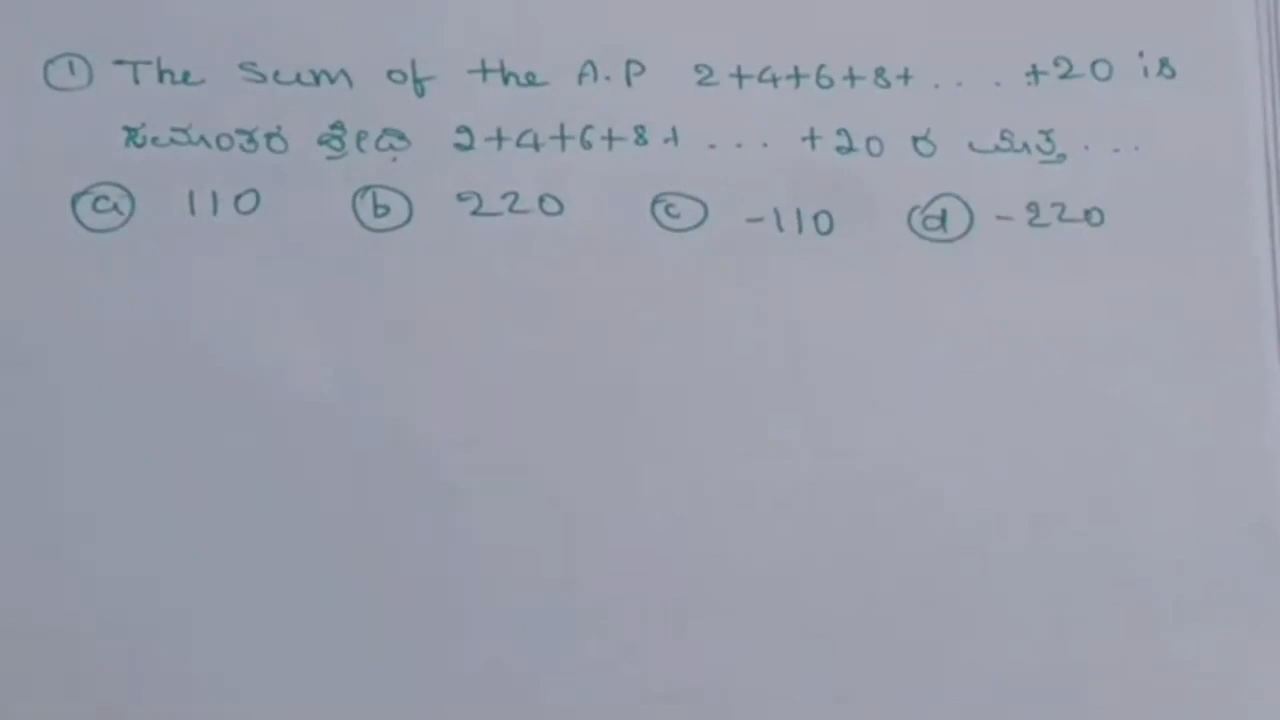 ① The Sum of the A.P 2+4+6+8+ .... +20 is
ಸಮಾಂತರ ಶ್ರೇಢಿ 2+4+6+8+ ... +20 ರ ಮೊತ್ತ ...
ⓐ 110 ⓑ 220 ⓒ -110 ⓓ -220